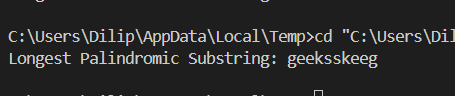 C:\Users\Dilip\AppData\Local\Temp>cd "C:\Users\Dil
Longest Palindromic Substring: geeksskeeg